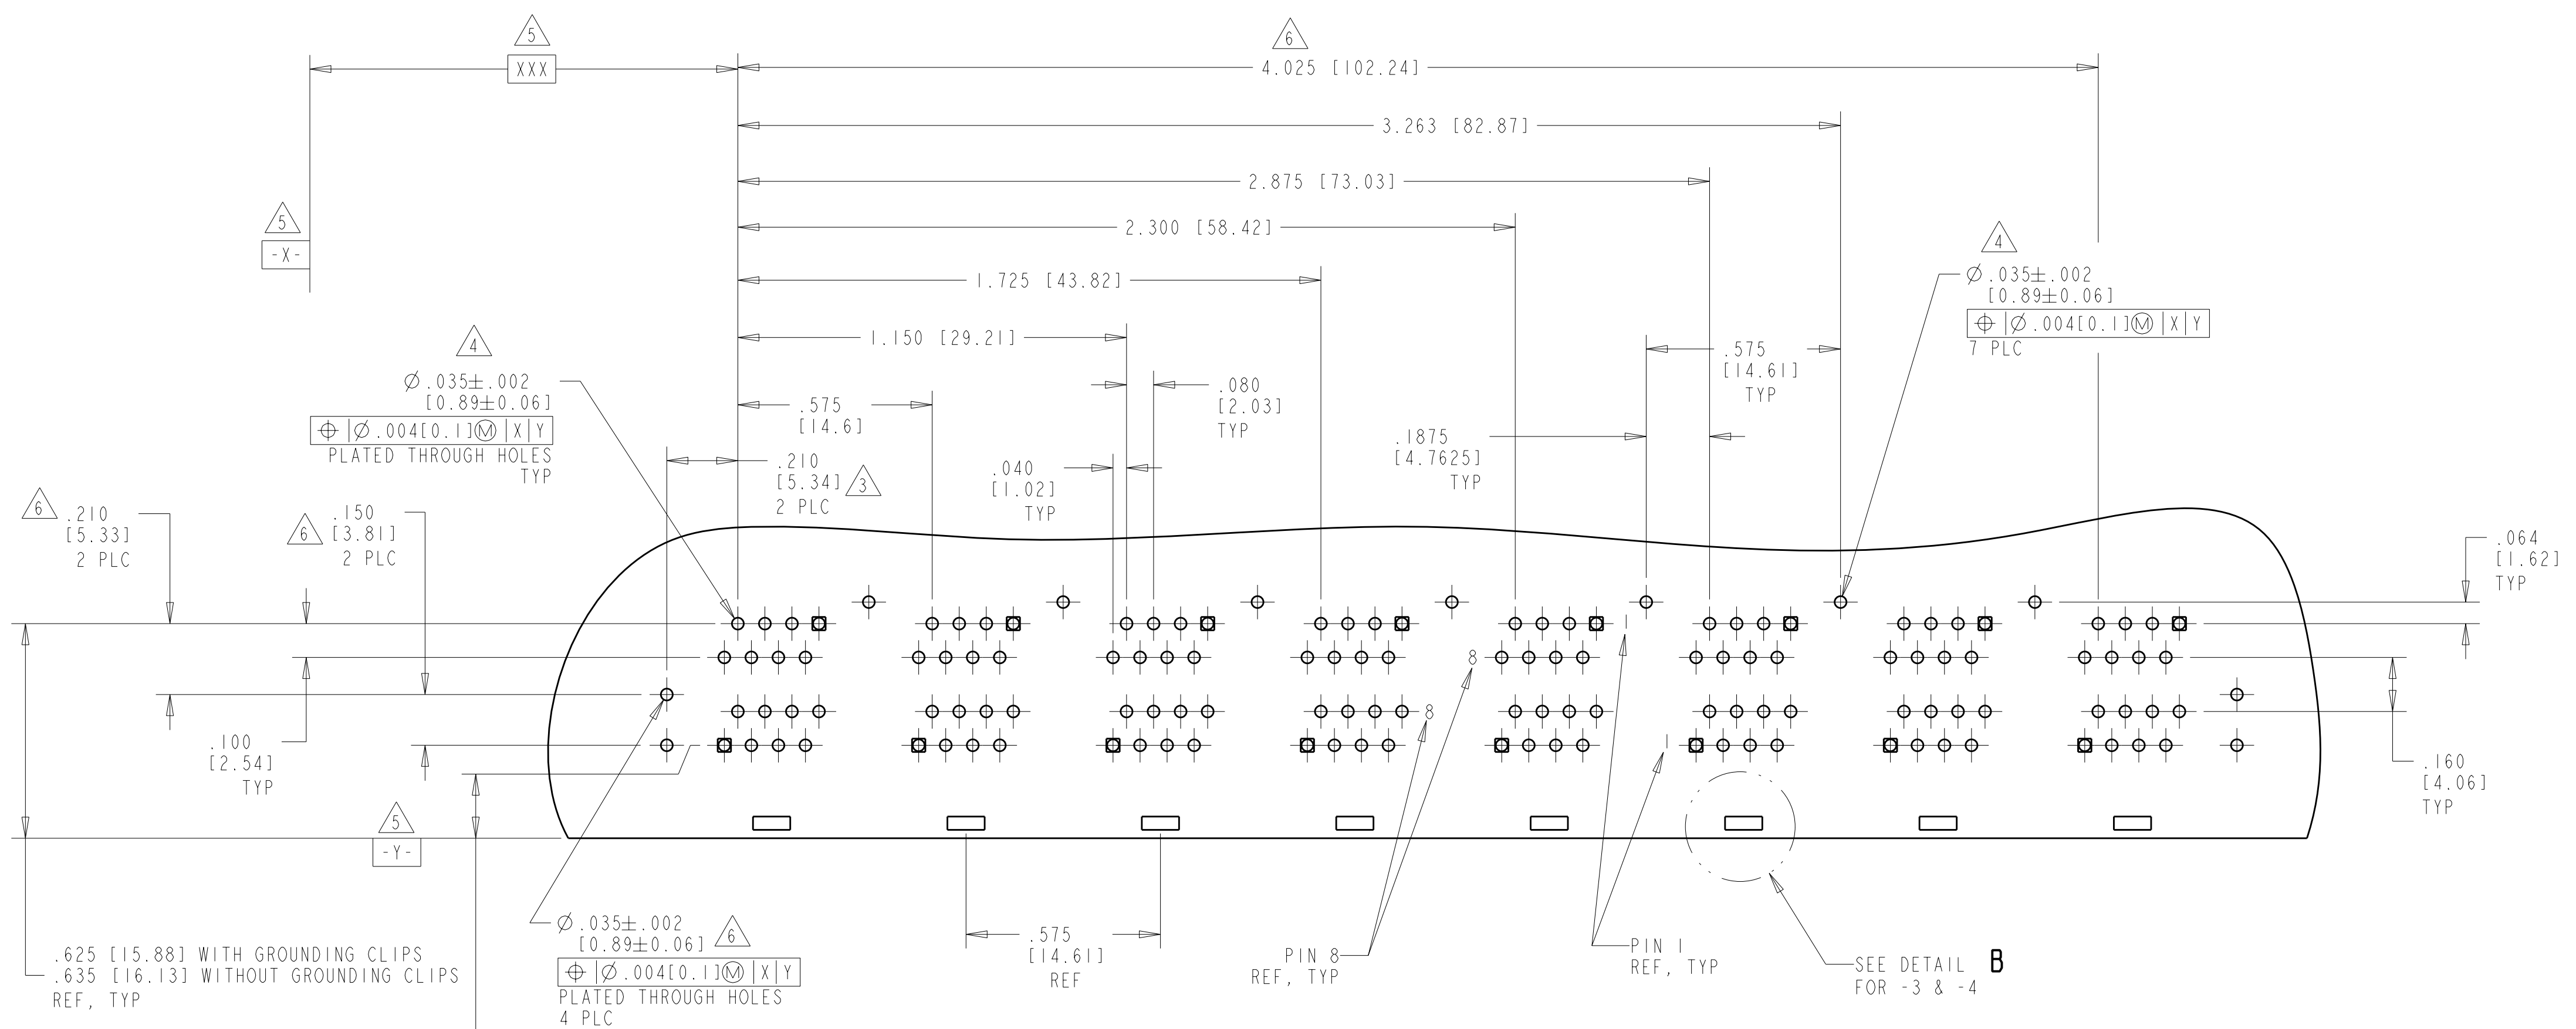 5
XXX
6
4.025 [102.24]
3.263 [82.87]
2.875 [73.03]
5
-X-
2.300 [58.42]
4
Ø.035±.002
[0.89±0.06]
⌖|Ø.004[0.1]Ⓜ|X|Y
7 PLC
1.725 [43.82]
4
1.150 [29.21]
.575
[14.61]
TYP
Ø.035±.002
[0.89±0.06]
⌖|Ø.004[0.1]Ⓜ|X|Y
PLATED THROUGH HOLES
TYP
.575
[14.6]
.080
[2.03]
TYP
.1875
[4.7625]
TYP
.210
[5.34]
2 PLC
3
.040
[1.02]
TYP
6
.210
[5.33]
2 PLC
6
.150
[3.81]
2 PLC
.064
[1.62]
TYP
1
8
8
1
.100
[2.54]
TYP
.160
[4.06]
TYP
5
-Y-
.625 [15.88] WITH GROUNDING CLIPS
.635 [16.13] WITHOUT GROUNDING CLIPS
REF, TYP
Ø.035±.002
[0.89±0.06]
6
⌖|Ø.004[0.1]Ⓜ|X|Y
PLATED THROUGH HOLES
4 PLC
.575
[14.61]
REF
PIN 8
REF, TYP
PIN 1
REF, TYP
SEE DETAIL B
FOR -3 & -4